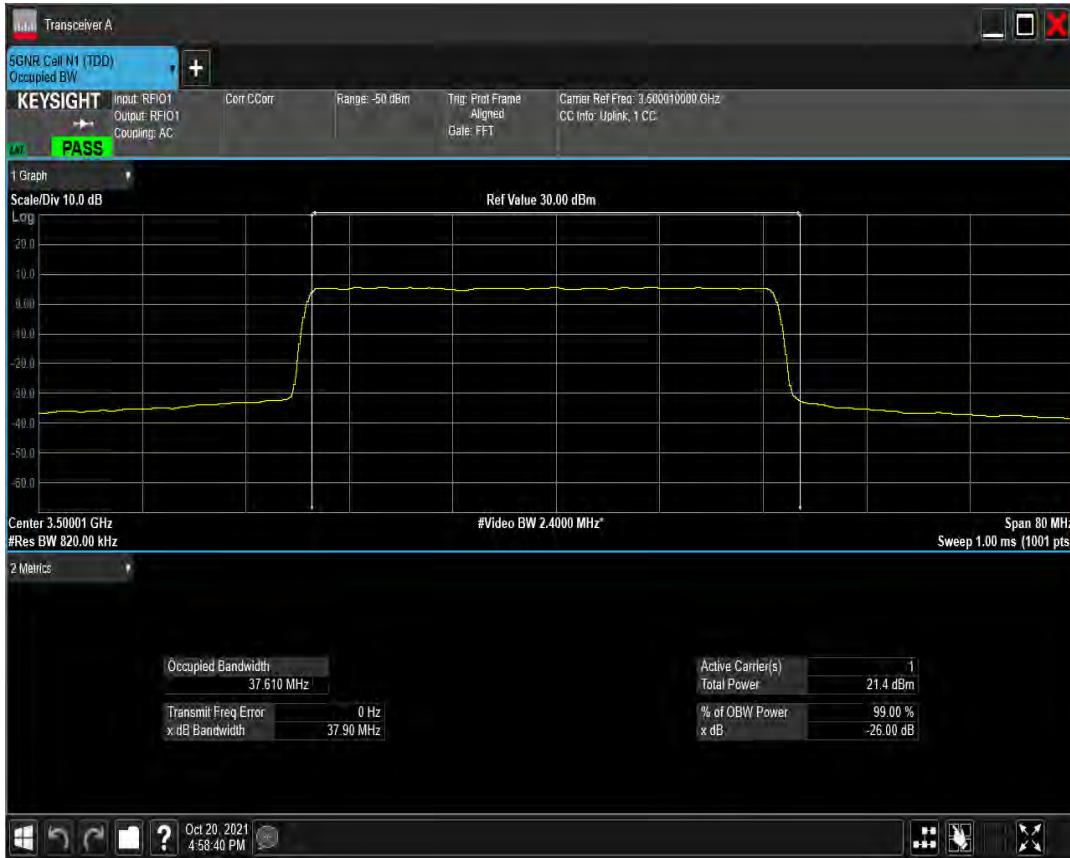 Transceiver A
5GNR Cell N1 (TDD)
Occupied BW
+
KEYSIGHT
PASS
Input: RFIO1
Output: RFIO1
Coupling: AC
Corr CCorr
Range: -50 dBm
Trig: Prot Frame
Aligned
Gate: FFT
Carrier Ref Freq: 3.500010000 GHz
CC Info: Uplink, 1 CC
1 Graph
Scale/Div 10.0 dB
Ref Value 30.00 dBm
Log
20.0
10.0
0.00
-10.0
-20.0
-30.0
-40.0
-50.0
-60.0
Center 3.50001 GHz
#Video BW 2.4000 MHz*
Span 80 MHz
#Res BW 820.00 kHz
Sweep 1.00 ms (1001 pts
2 Metrics
Occupied Bandwidth
37.610 MHz
Transmit Freq Error 0 Hz
x dB Bandwidth 37.90 MHz
Active Carrier(s) 1
Total Power 21.4 dBm
% of OBW Power 99.00 %
x dB -26.00 dB
?
Oct 20, 2021
4:58:40 PM